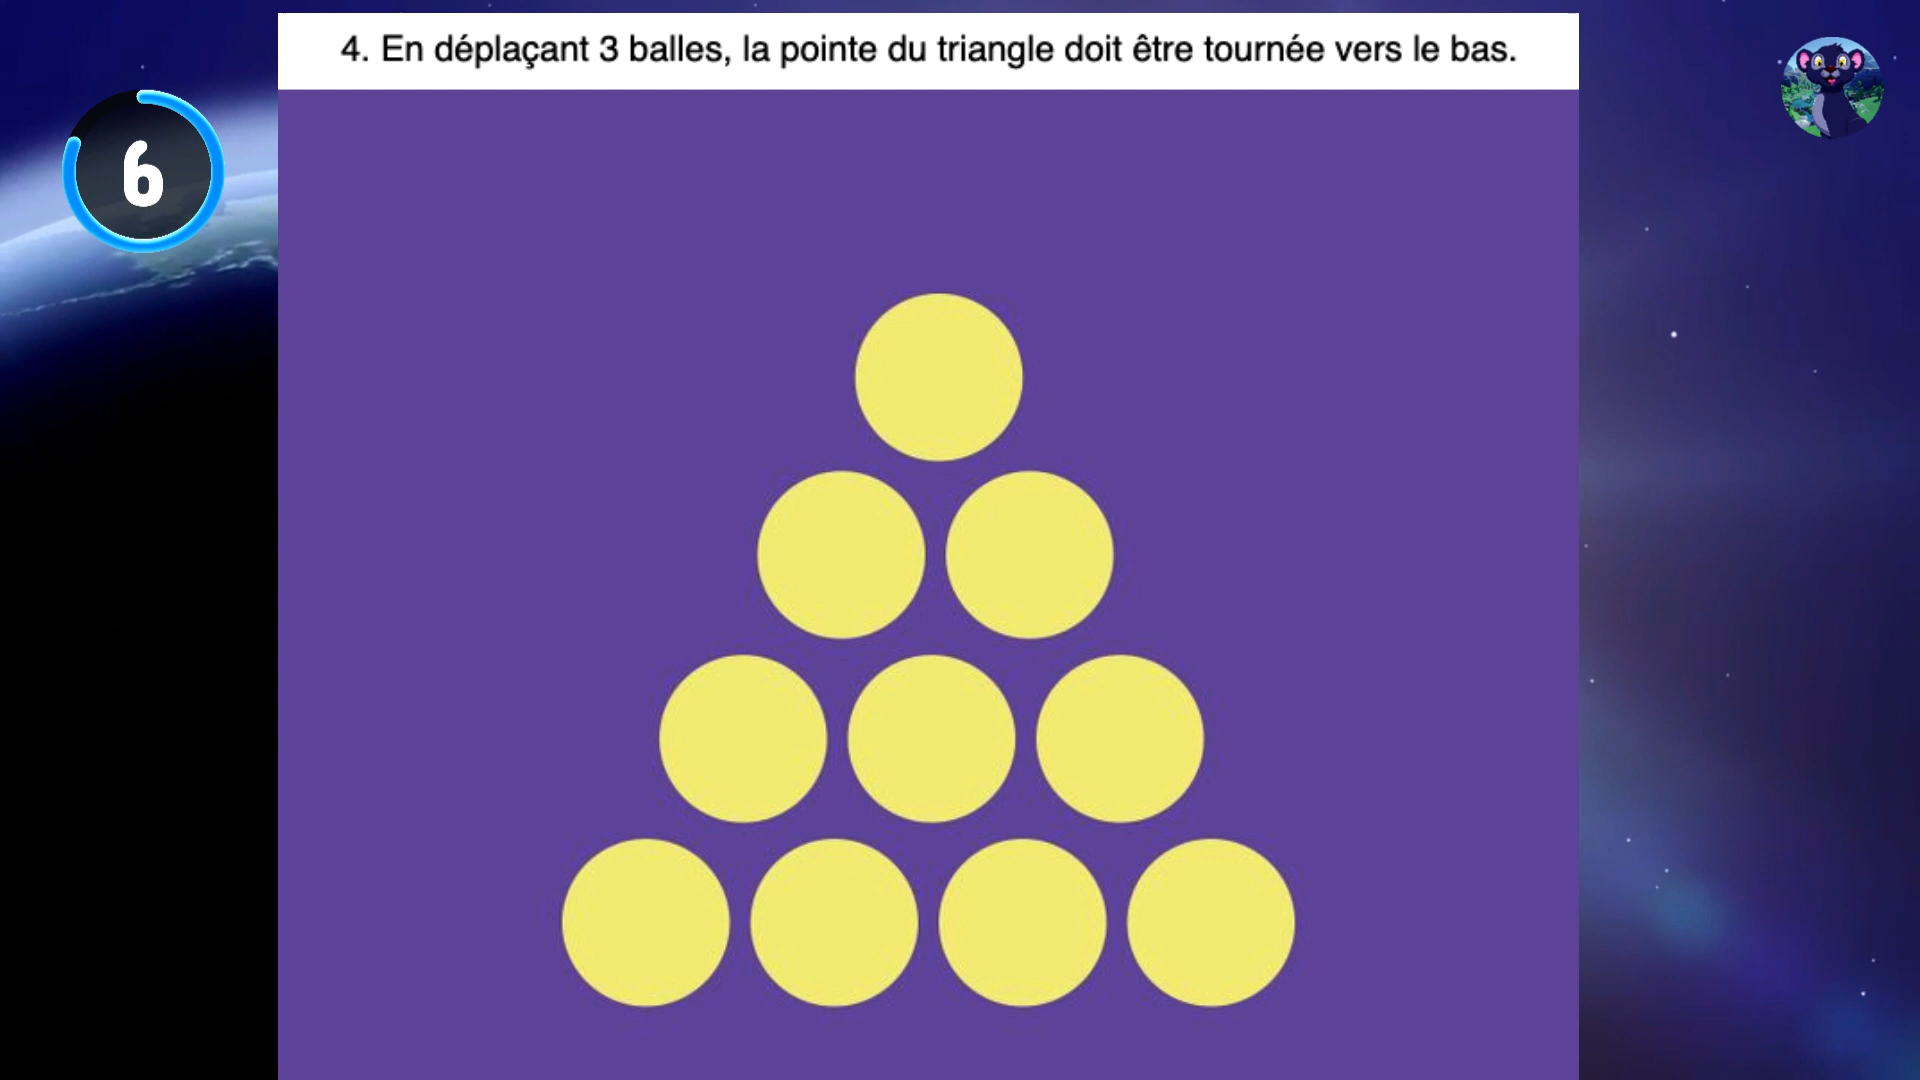 4. En déplaçant 3 balles, la pointe du triangle doit être tournée vers le bas.
6